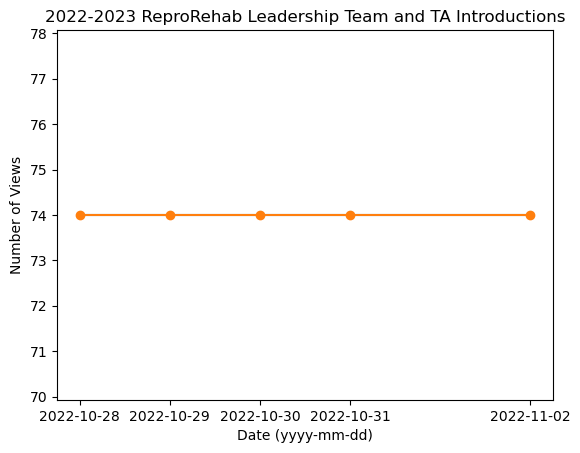 2022-2023 ReproRehab Leadership Team and TA Introductions
78
77
76
75
74
73
72
71
70
Number of Views
2022-10-28 2022-10-29 2022-10-30 2022-10-31 2022-11-02
Date (yyyy-mm-dd)